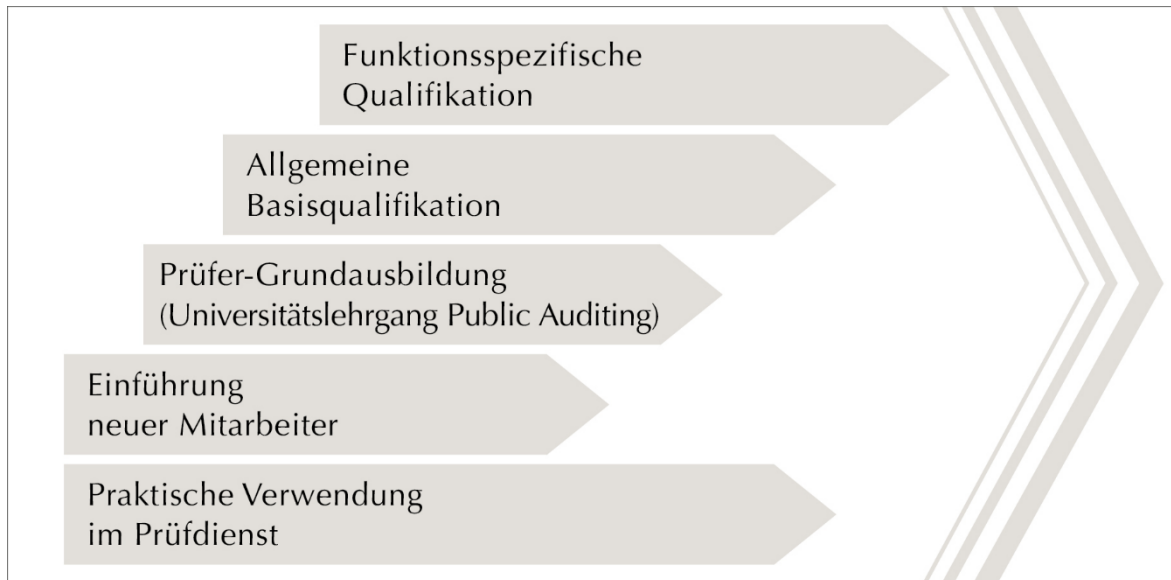 Funktionsspezifische
Qualifikation
Allgemeine
Basisqualifikation
Prüfer-Grundausbildung
(Universitätslehrgang Public Auditing)
Einführung
neuer Mitarbeiter
Praktische Verwendung
im Prüfdienst